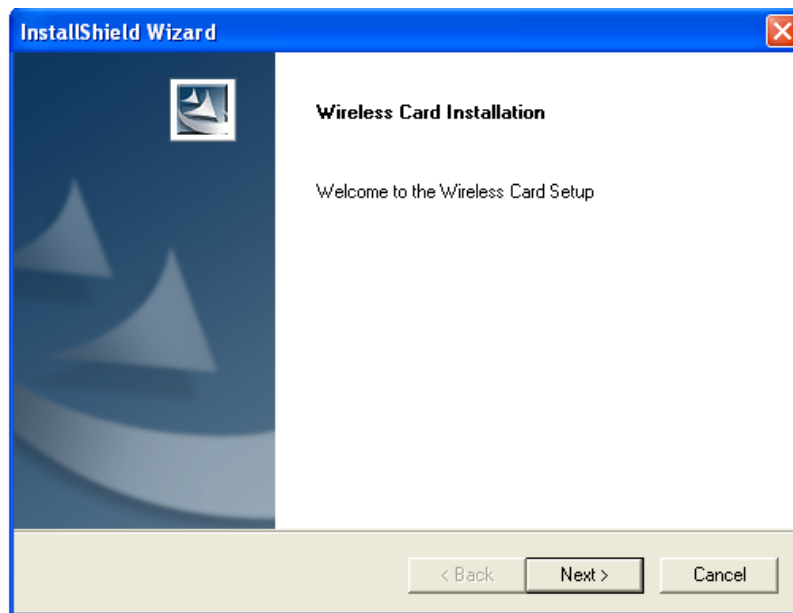 InstallShield Wizard
Wireless Card Installation
Welcome to the Wireless Card Setup
< Back
Next >
Cancel